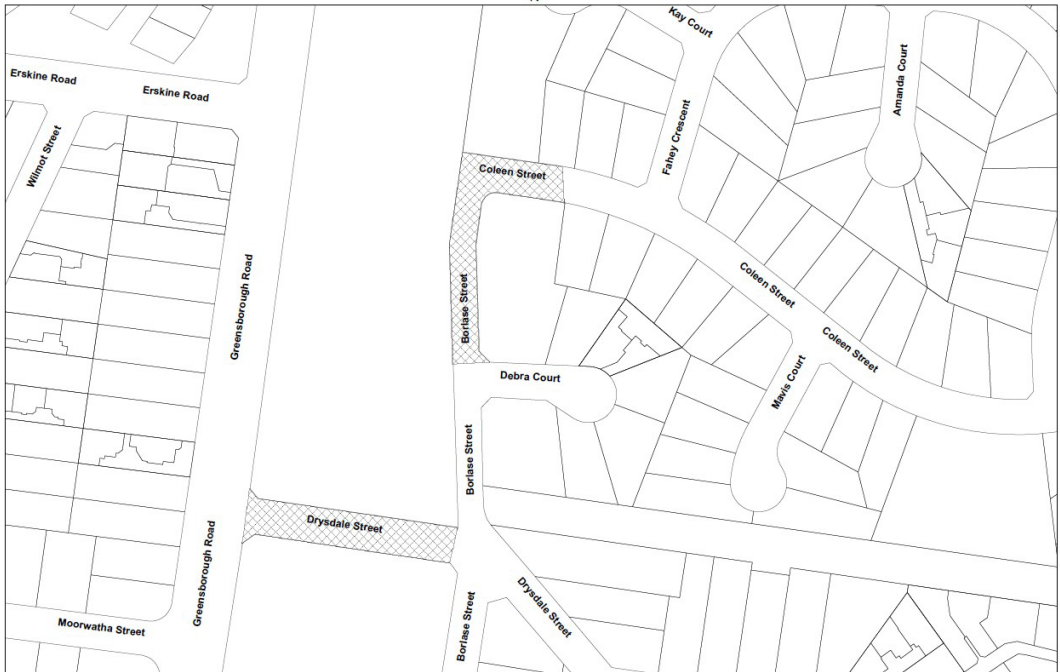 Kay Court
Erskine Road
Erskine Road
Amanda Court
Wilmot Street
Fahey Crescent
Coleen Street
Greensborough Road
Borlase Street
Coleen Street
Coleen Street
Debra Court
Mavis Court
Borlase Street
Drysdale Street
Greensborough Road
Drysdale Street
Moorwatha Street
Borlase Street